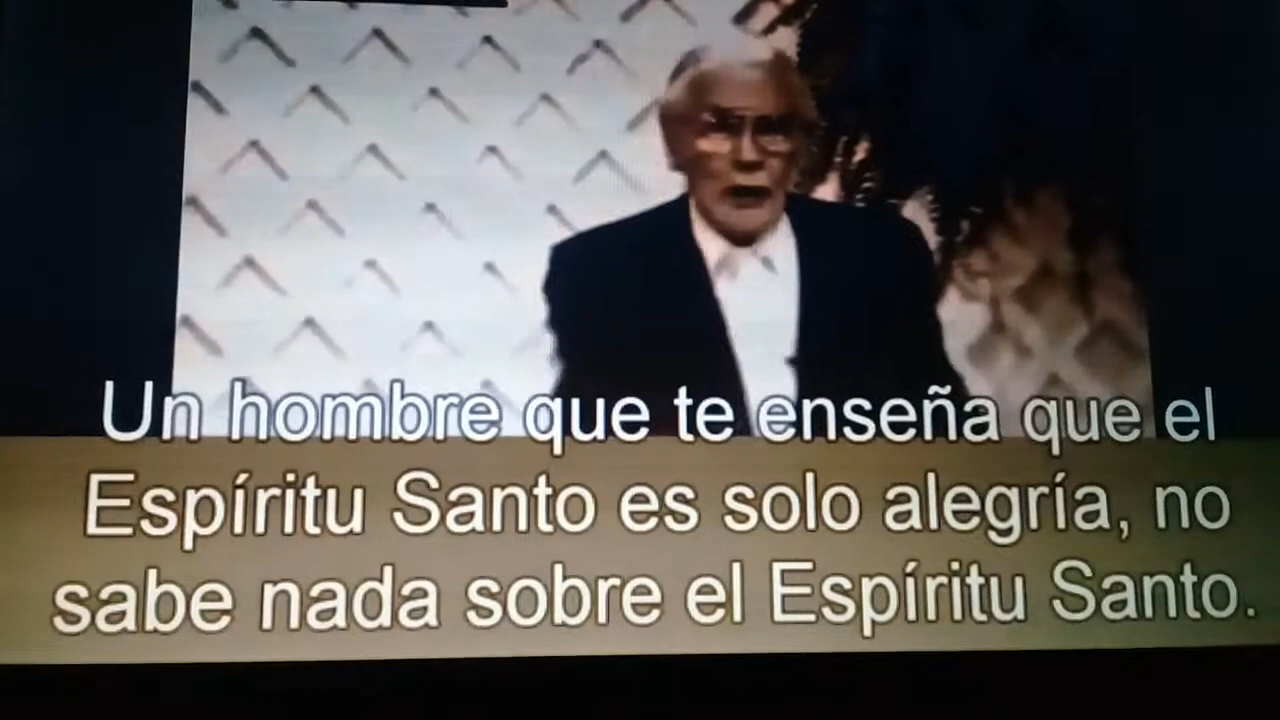 Un hombre que te enseña que el
Espíritu Santo es solo alegría, no
sabe nada sobre el Espíritu Santo.